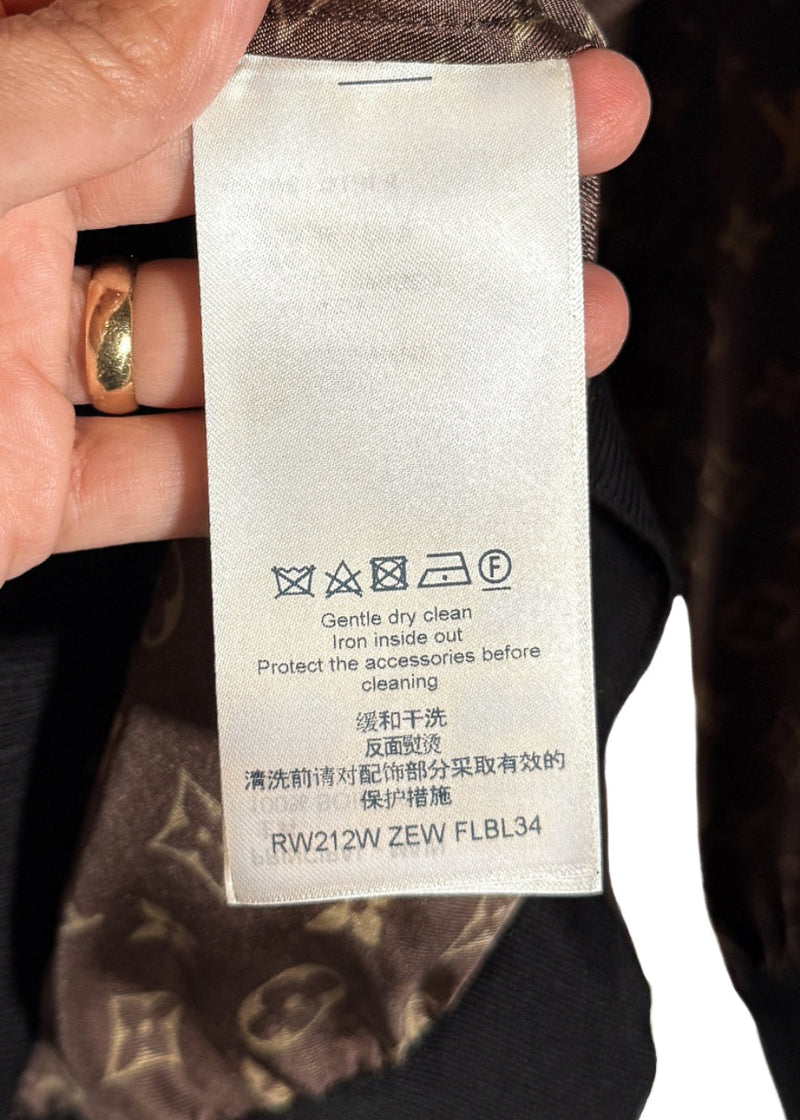 F
Gentle dry clean
Iron inside out
Protect the accessories before
cleaning
缓和干洗
反面熨烫
清洗前请对配饰部分采取有效的
保护措施
RW212W ZEW FLBL34